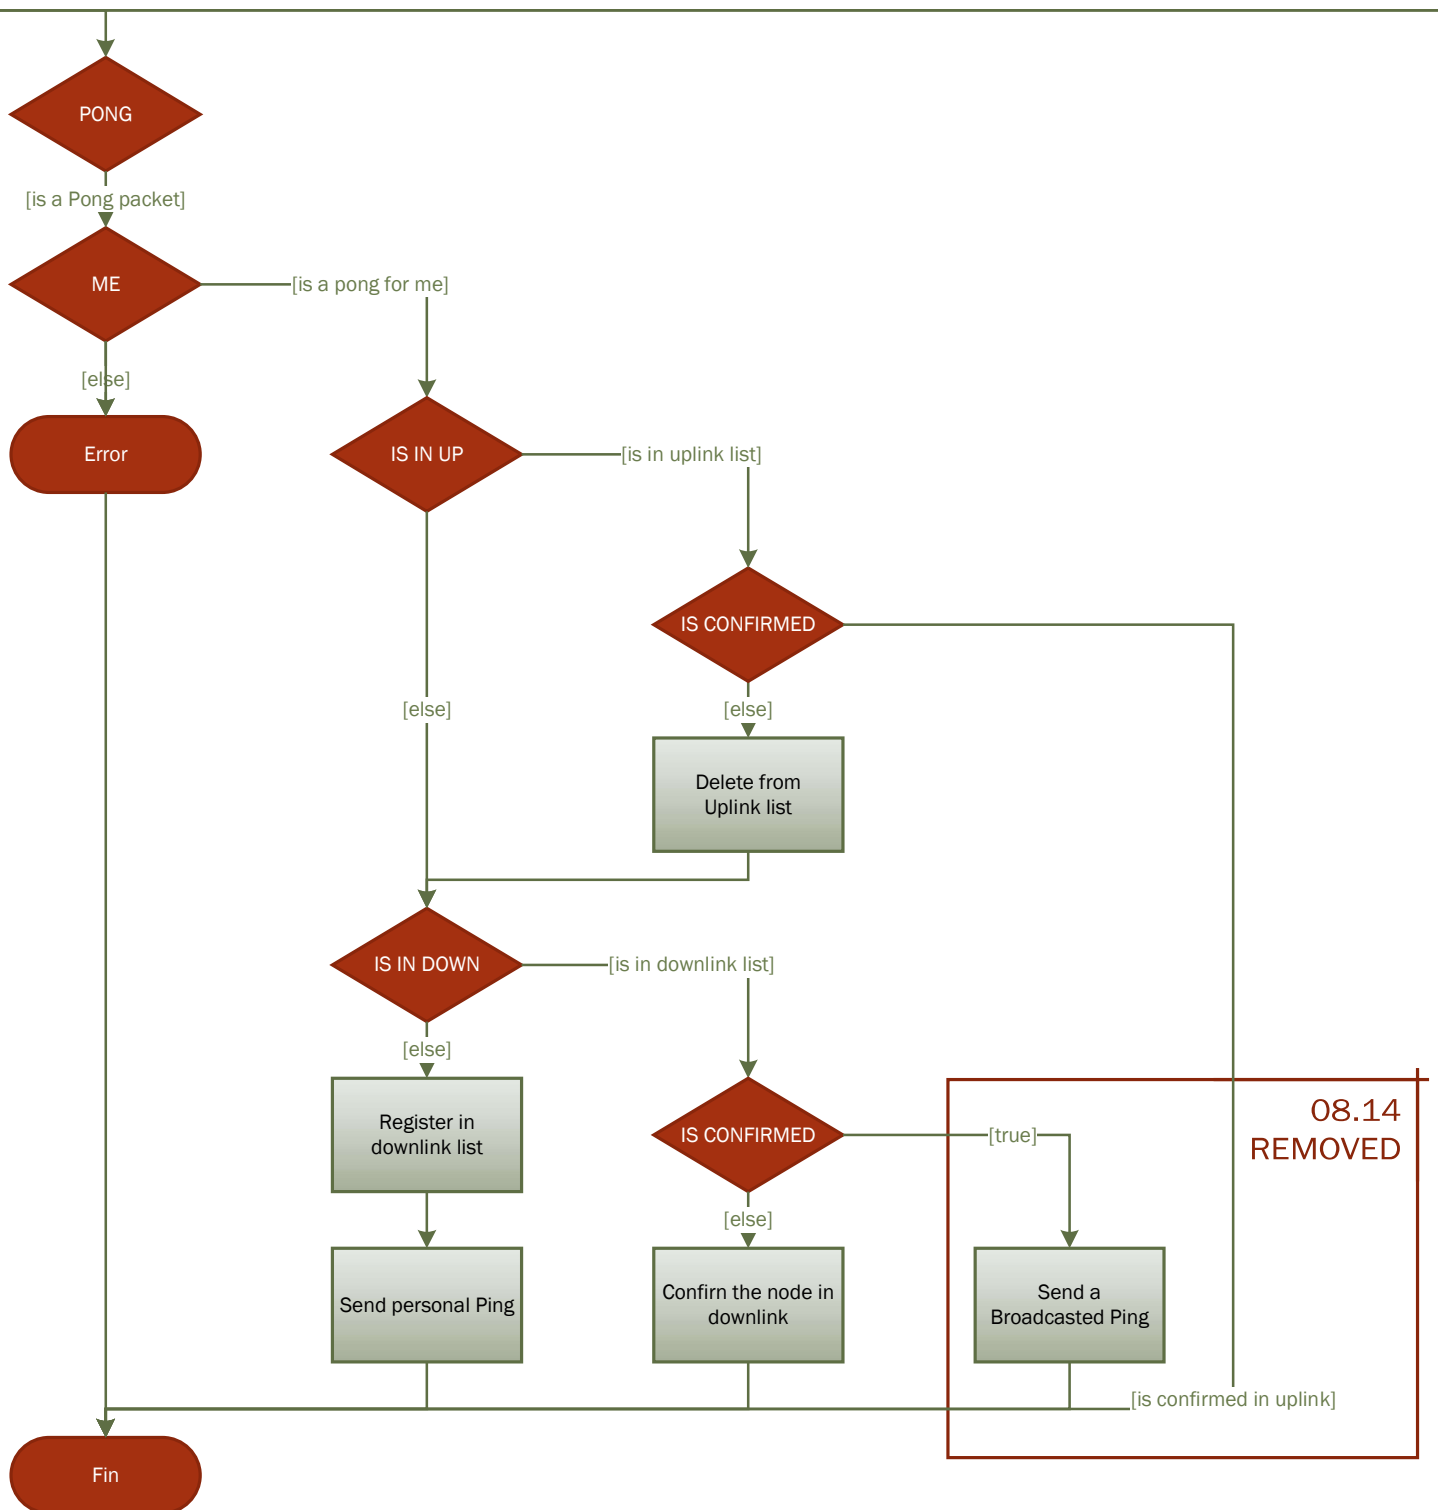 PONG
[is a Pong packet]
ME
[is a pong for me]
[else]
Error
IS IN UP
[is in uplink list]
IS CONFIRMED
[else]
[else]
Delete from
Uplink list
IS IN DOWN
[is in downlink list]
[else]
Register in
downlink list
IS CONFIRMED
[true]
08.14
REMOVED
[else]
Send personal Ping
Confirn the node in
downlink
Send a
Broadcasted Ping
[is confirmed in uplink]
Fin